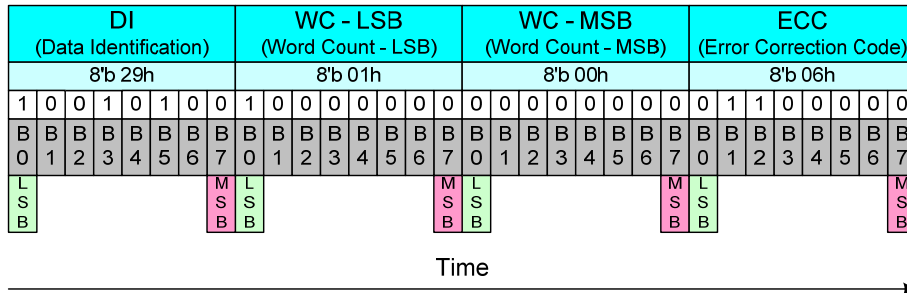 DI WC - LSB WC - MSB ECC
(Data Identification) (Word Count - LSB) (Word Count - MSB) (Error Correction Code)
8'b 29h 8'b 01h 8'b 00h 8'b 06h
1 0 0 1 0 1 0 0 1 0 0 0 0 0 0 0 0 0 0 0 0 0 0 0 0 1 1 0 0 0 0 0
B B B B B B B B B B B B B B B B B B B B B B B B B B B B B B B B
0 1 2 3 4 5 6 7 0 1 2 3 4 5 6 7 0 1 2 3 4 5 6 7 0 1 2 3 4 5 6 7
L M L M L M L M
S S S S S S S S
B B B B B B B B
Time